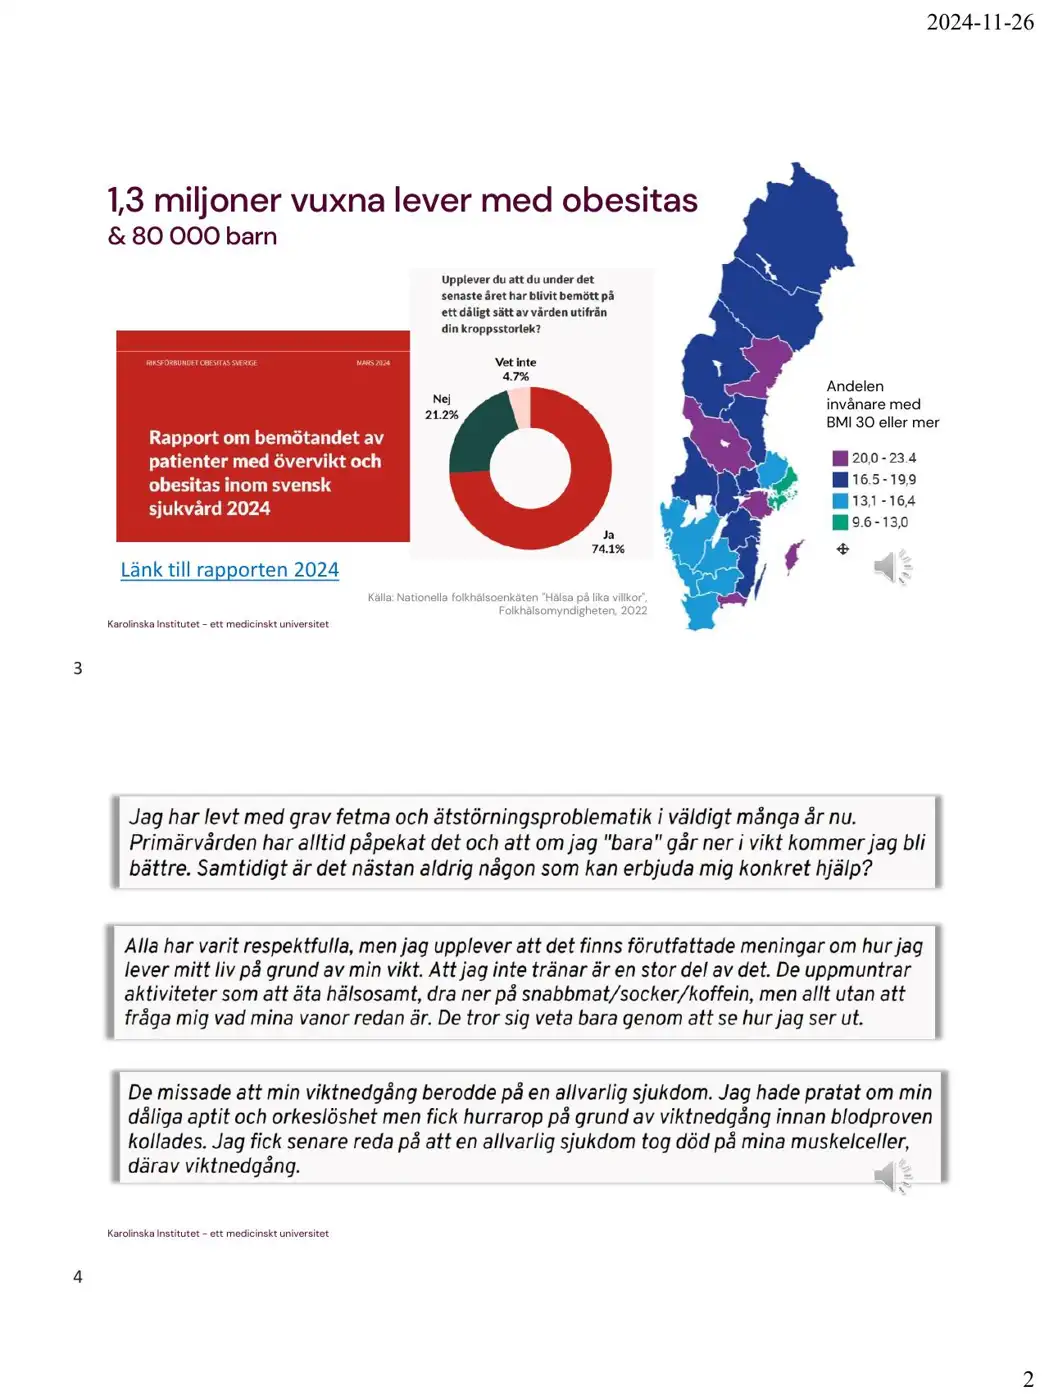 2024-11-26
1,3 miljoner vuxna lever med obesitas
& 80 000 barn
RIKSFÖRBUNDET OBESITAS SVERIGE
MARS 2024
Rapport om bemötandet av
patienter med övervikt och
obesitas inom svensk
sjukvård 2024
Länk till rapporten 2024
Upplever du att du under det
senaste året har blivit bemött på
ett dåligt sätt av vården utifrån
din kroppsstorlek?
Vet inte
4.7%
Nej
21.2%
Ja
74.1%
Andelen
invånare med
BMI 30 eller mer
20,0 - 23.4
16.5 - 19,9
13,1 - 16,4
9.6 - 13,0
Källa: Nationella folkhälsoenkäten "Hälsa på lika villkor",
Folkhälsomyndigheten, 2022
Karolinska Institutet - ett medicinskt universitet
3
Jag har levt med grav fetma och ätstörningsproblematik i väldigt många år nu.
Primärvården har alltid påpekat det och att om jag "bara" går ner i vikt kommer jag bli
bättre. Samtidigt är det nästan aldrig någon som kan erbjuda mig konkret hjälp?
Alla har varit respektfulla, men jag upplever att det finns förutfattade meningar om hur jag
lever mitt liv på grund av min vikt. Att jag inte tränar är en stor del av det. De uppmuntrar
aktiviteter som att äta hälsosamt, dra ner på snabbmat/socker/koffein, men allt utan att
fråga mig vad mina vanor redan är. De tror sig veta bara genom att se hur jag ser ut.
De missade att min viktnedgång berodde på en allvarlig sjukdom. Jag hade pratat om min
dåliga aptit och orkeslöshet men fick hurrarop på grund av viktnedgång innan blodproven
kollades. Jag fick senare reda på att en allvarlig sjukdom tog död på mina muskelceller,
därav viktnedgång.
Karolinska Institutet - ett medicinskt universitet
4
2